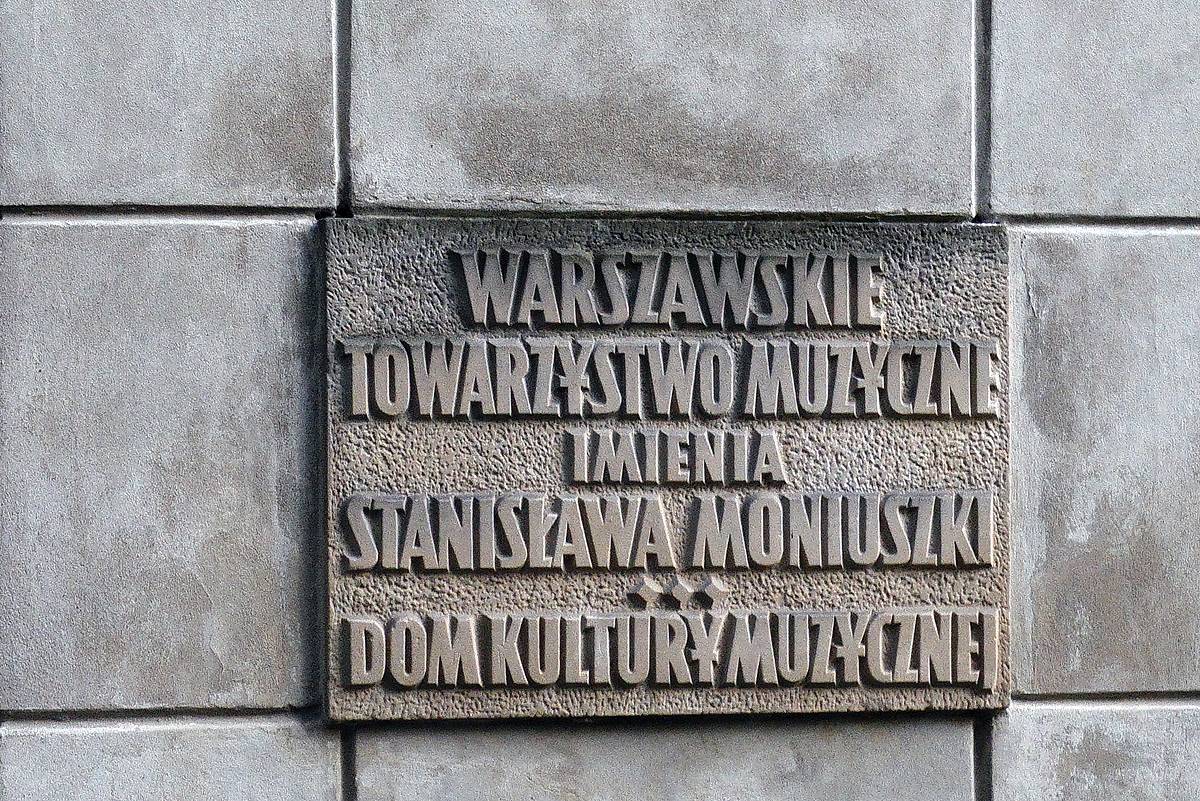 WARSZAWSKIE
TOWARZYSTWO MUZYCZNE
IMIENIA
STANISŁAWA MONIUSZKI
DOM KULTURY MUZYCZNEJ